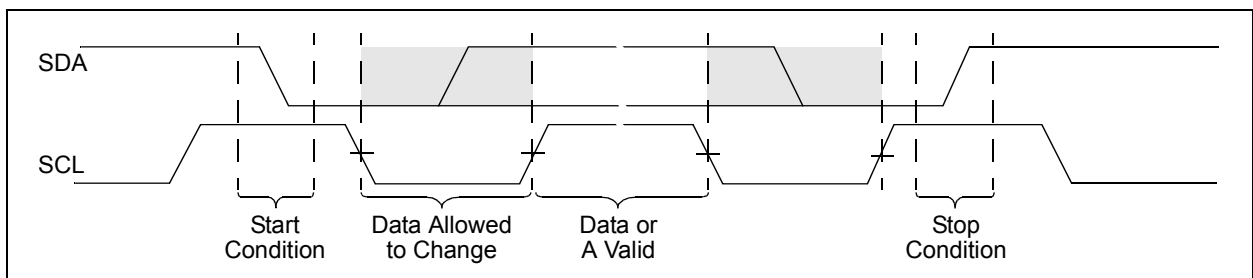 SDA
SCL
Start
Condition
Data Allowed
to Change
Data or
A Valid
Stop
Condition